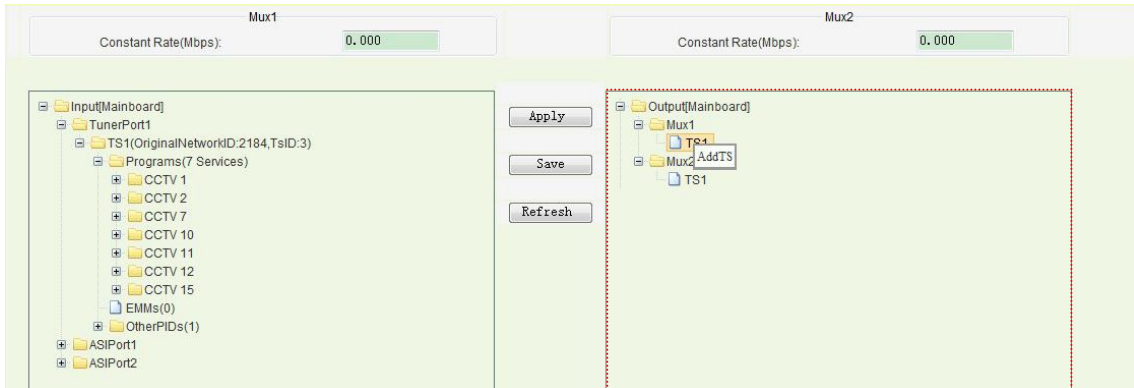 Mux1
Constant Rate(Mbps): 0.000
Mux2
Constant Rate(Mbps): 0.000
Input[Mainboard]
TunerPort1
TS1(OriginalNetworkID:2184,TsID:3)
Programs(7 Services)
CCTV 1
CCTV 2
CCTV 7
CCTV 10
CCTV 11
CCTV 12
CCTV 15
EMMs(0)
OtherPIDs(1)
ASIPort1
ASIPort2
Apply
Save
Refresh
Output[Mainboard]
Mux1
TS1
AddTS
Mux2
TS1